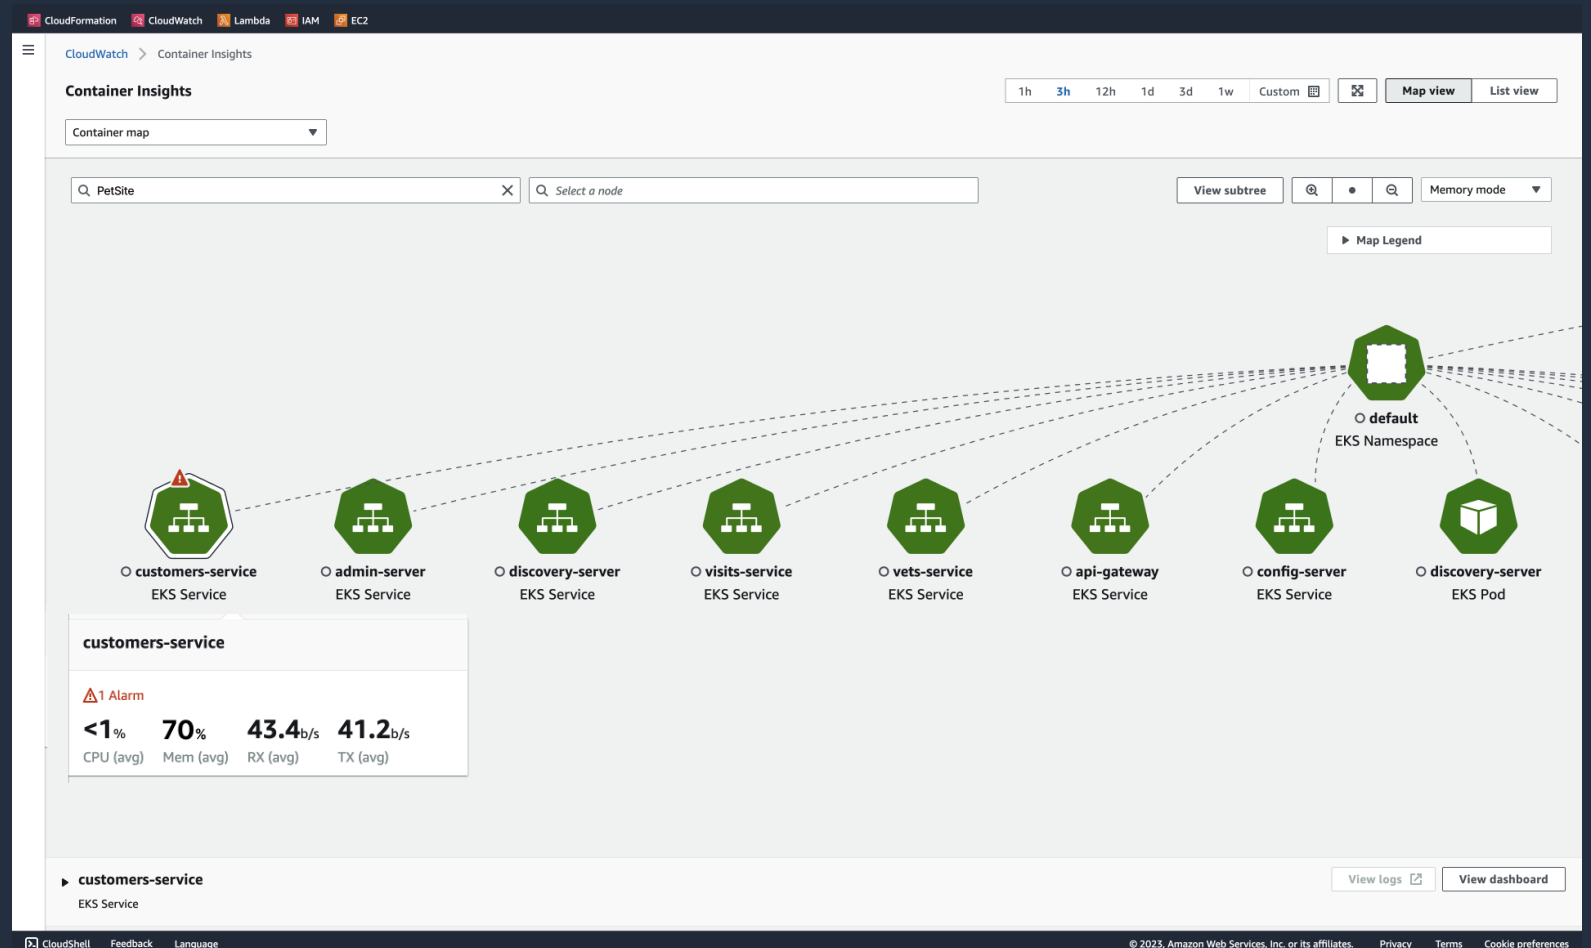 CloudFormation CloudWatch Lambda IAM EC2
CloudWatch Container Insights
Container Insights
1h 3h 12h 1d 3d 1w Custom Map view List view
Container map
PetSite Select a node View subtree Memory mode
Map Legend
default
EKS Namespace
customers-service admin-server discovery-server visits-service vets-service api-gateway config-server discovery-server
EKS Service EKS Service EKS Service EKS Service EKS Service EKS Service EKS Service EKS Pod
customers-service
1 Alarm
<1% 70% 43.4b/s 41.2b/s
CPU (avg) Mem (avg) RX (avg) TX (avg)
customers-service View logs View dashboard
EKS Service
CloudShell Feedback Language © 2023, Amazon Web Services, Inc. or its affiliates. Privacy Terms Cookie preferences